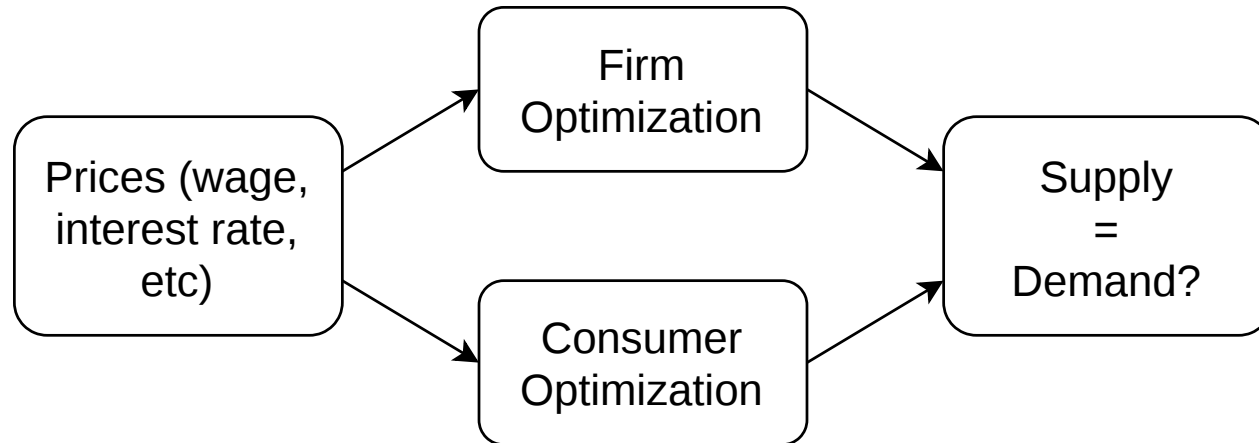 Prices (wage,
interest rate,
etc)
Firm
Optimization
Consumer
Optimization
Supply
=
Demand?